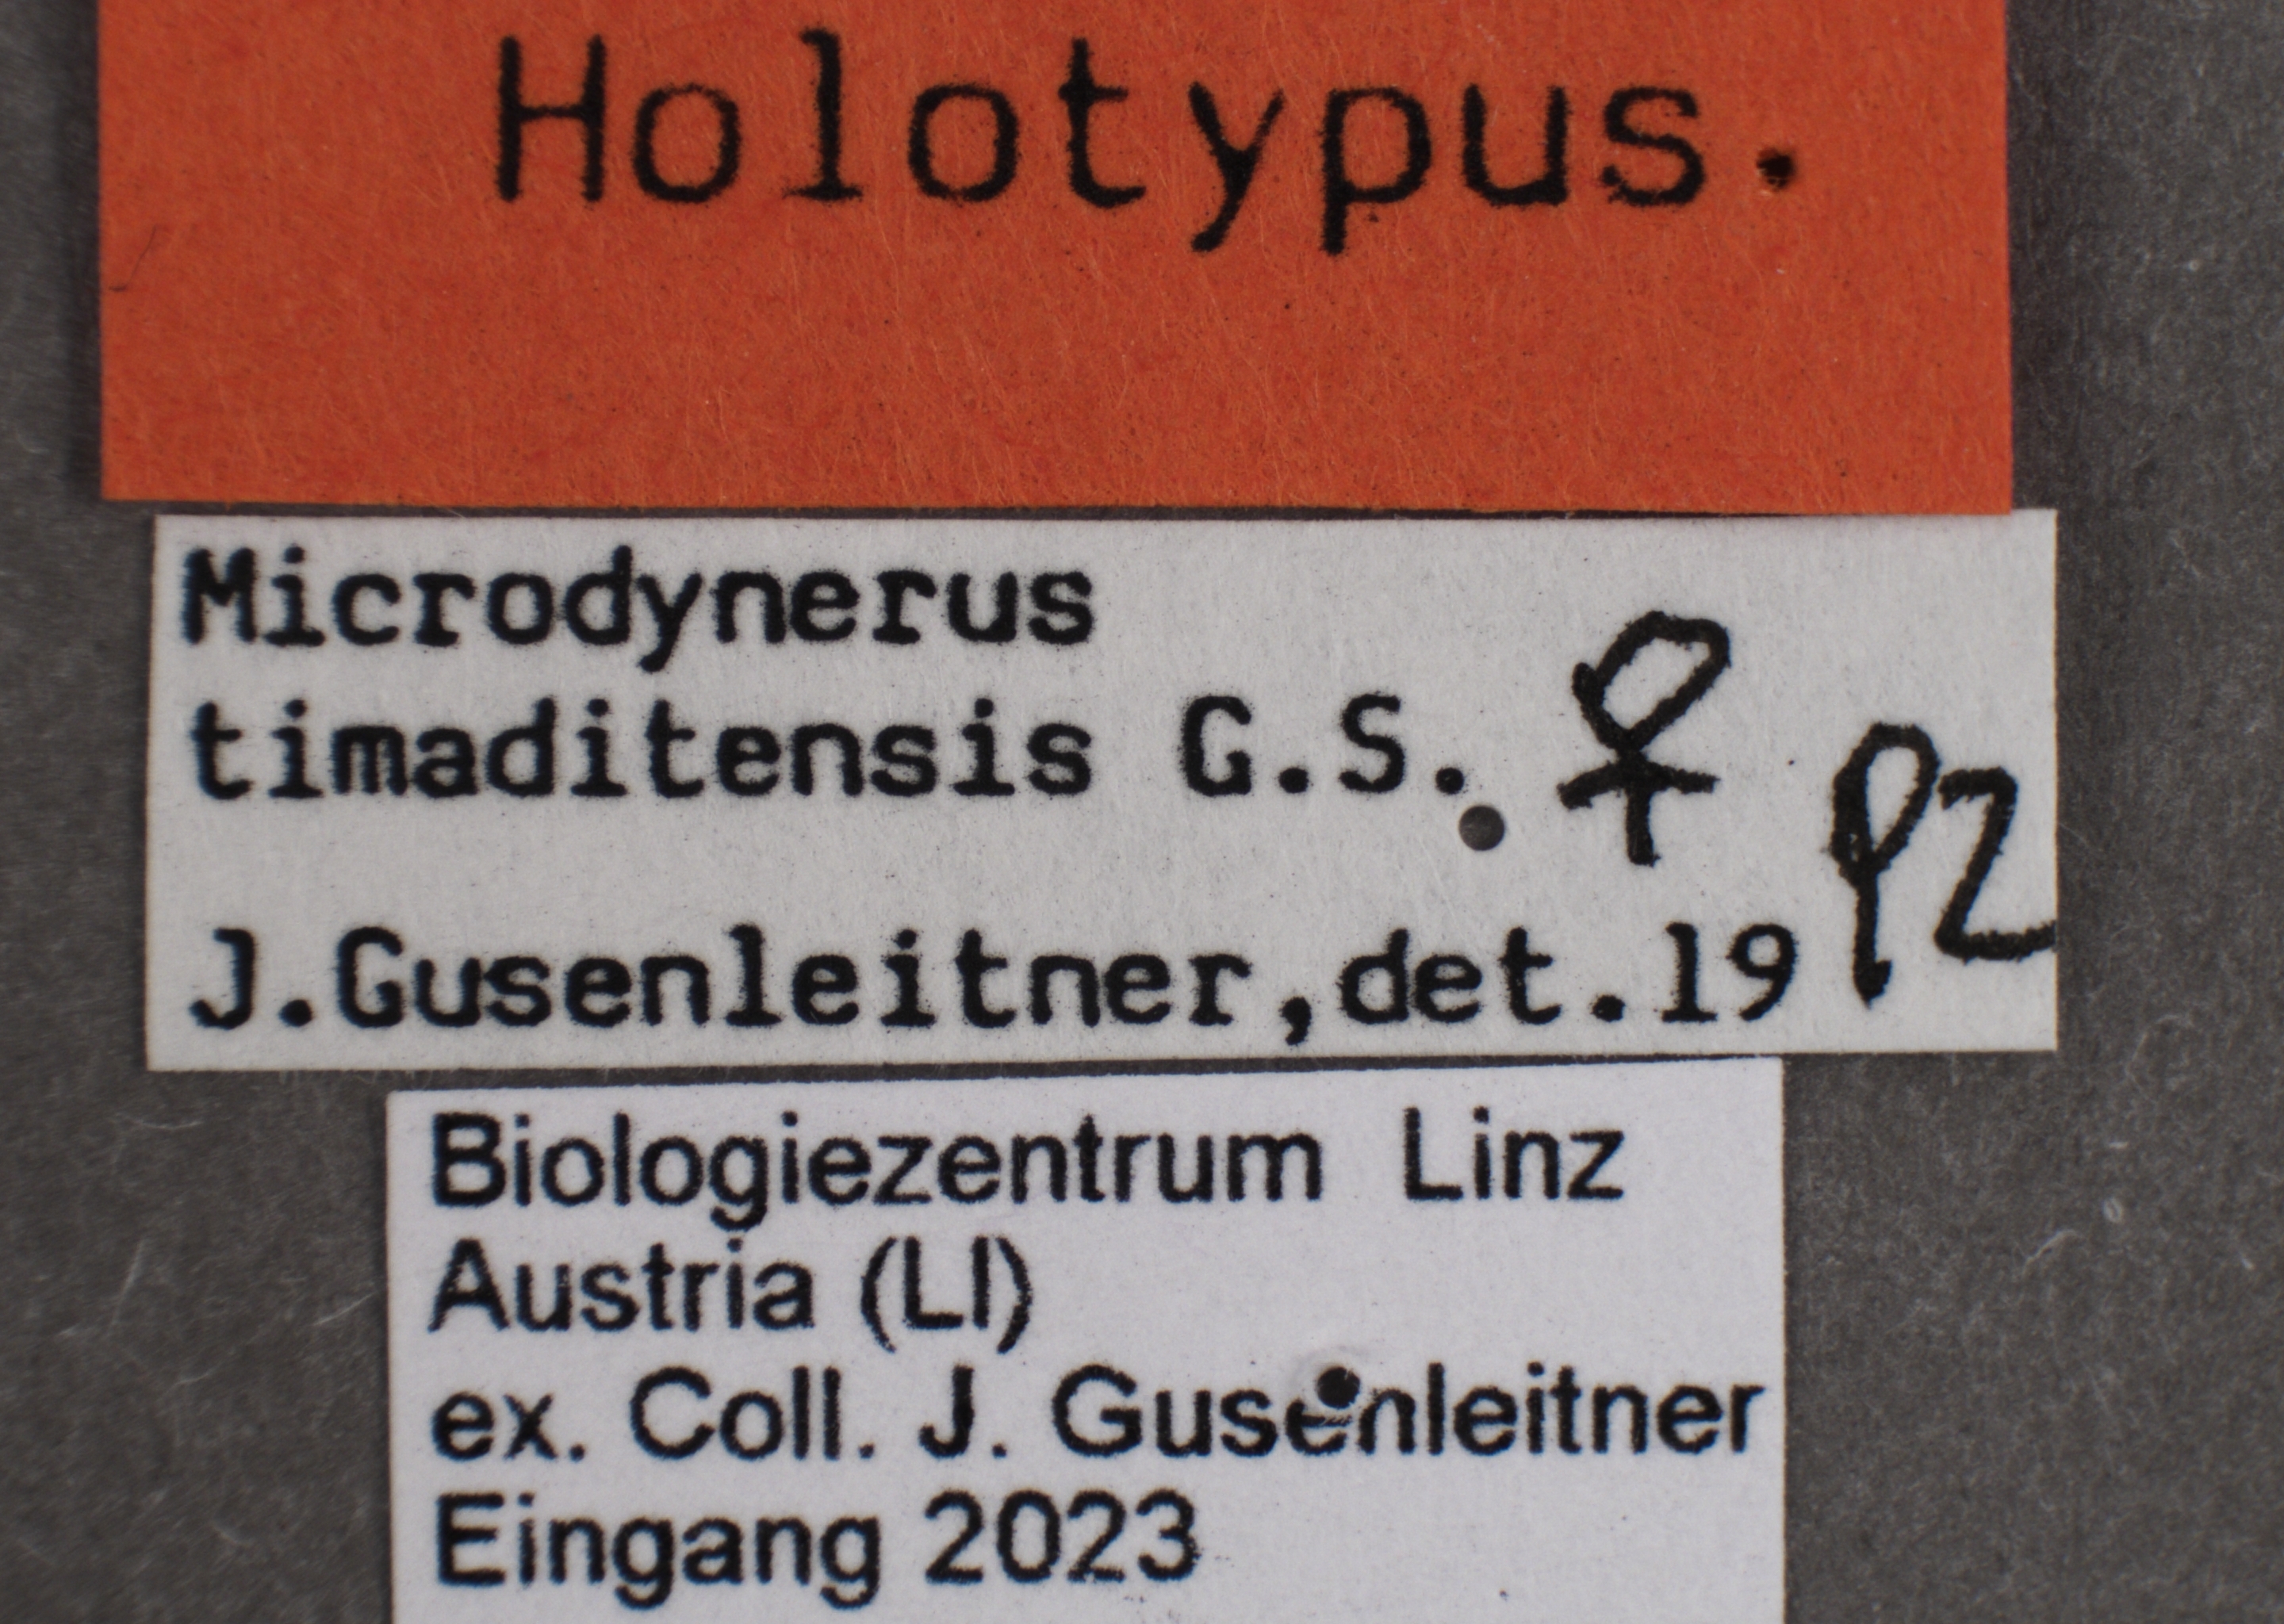 Holotypus.
Microdynerus
timaditensis G.S. ♀
J.Gusenleitner,det.1992
Biologiezentrum Linz
Austria (LI)
ex. Coll. J. Gusenleitner
Eingang 2023